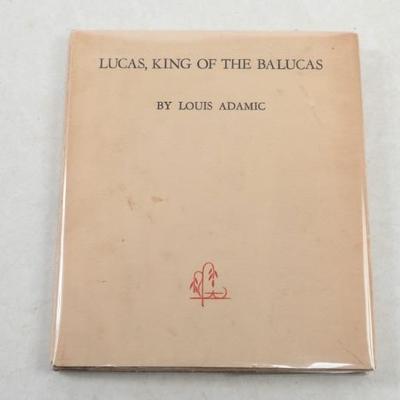 LUCAS, KING OF THE BALUCAS
BY LOUIS ADAMIC